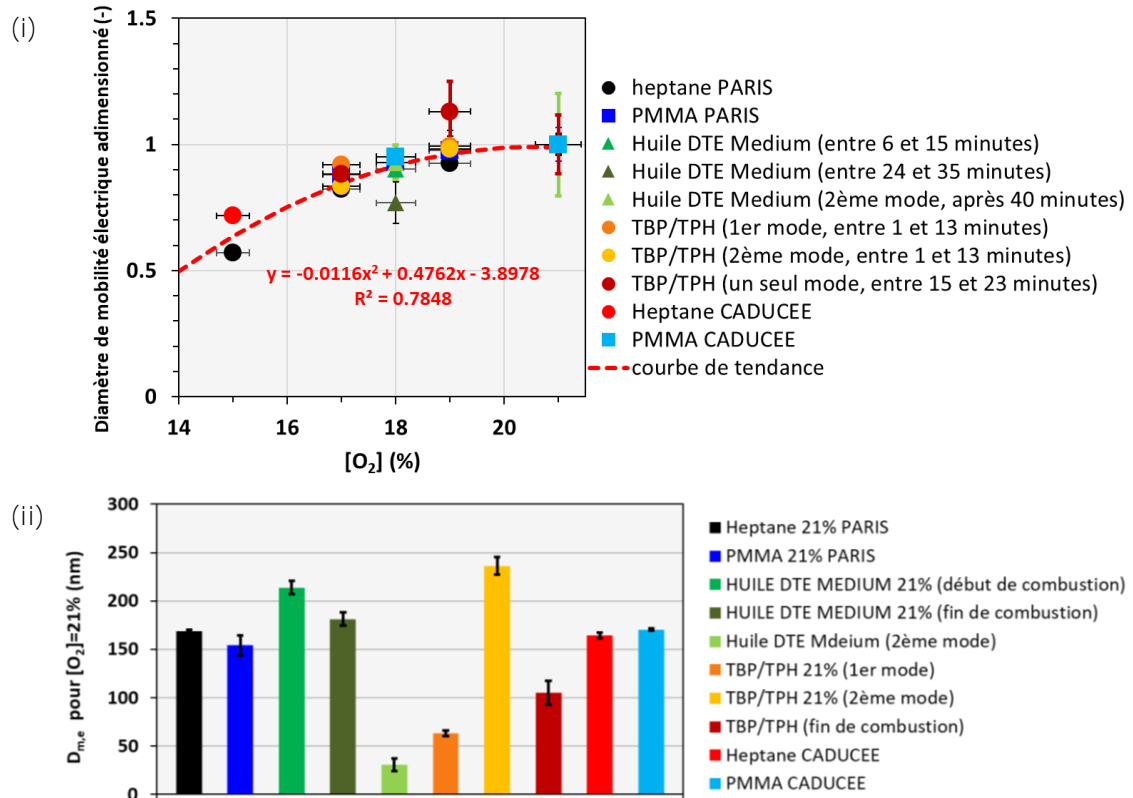 (i)
Diamètre de mobilité électrique adimensionné (-)
1.5
1
0.5
0
14
16
18
20
[O₂] (%)
y = -0.0116x² + 0.4762x - 3.8978
R² = 0.7848
heptane PARIS
PMMA PARIS
Huile DTE Medium (entre 6 et 15 minutes)
Huile DTE Medium (entre 24 et 35 minutes)
Huile DTE Medium (2ème mode, après 40 minutes)
TBP/TPH (1er mode, entre 1 et 13 minutes)
TBP/TPH (2ème mode, entre 1 et 13 minutes)
TBP/TPH (un seul mode, entre 15 et 23 minutes)
Heptane CADUCEE
PMMA CADUCEE
courbe de tendance
(ii)
D_m,e pour [O₂]=21% (nm)
300
250
200
150
100
50
0
Heptane 21% PARIS
PMMA 21% PARIS
HUILE DTE MEDIUM 21% (début de combustion)
HUILE DTE MEDIUM 21% (fin de combustion)
Huile DTE Mdeium (2ème mode)
TBP/TPH 21% (1er mode)
TBP/TPH 21% (2ème mode)
TBP/TPH (fin de combustion)
Heptane CADUCEE
PMMA CADUCEE